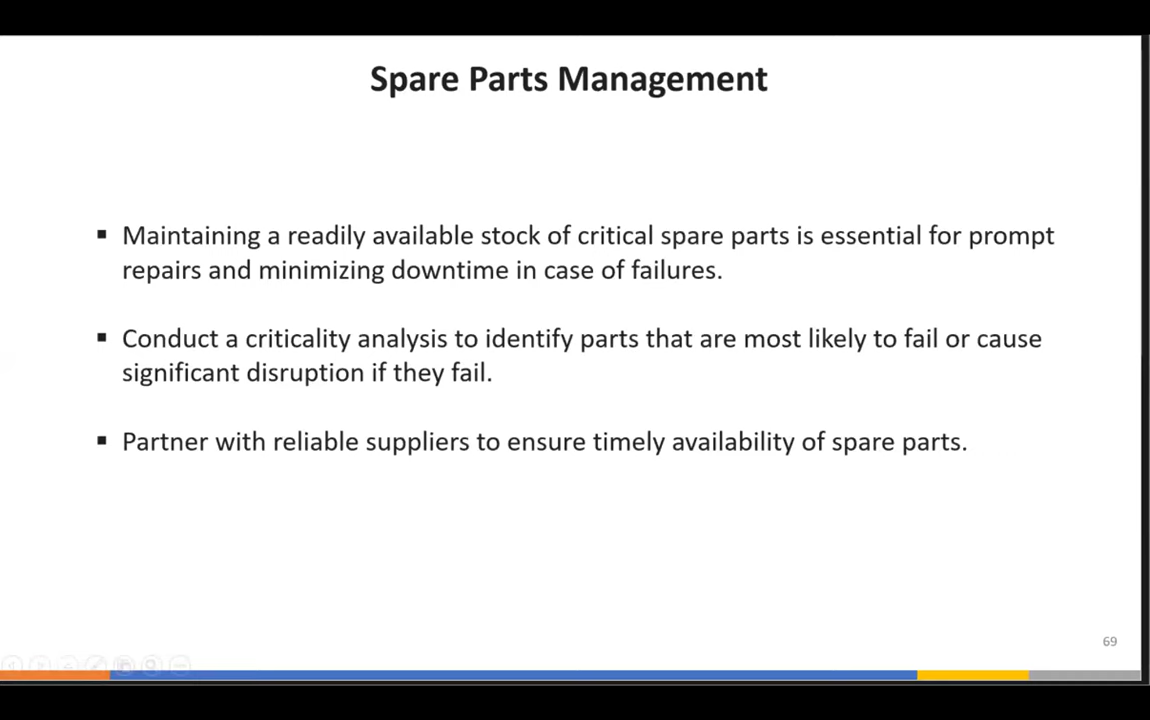 Spare Parts Management
▪ Maintaining a readily available stock of critical spare parts is essential for prompt
repairs and minimizing downtime in case of failures.
▪ Conduct a criticality analysis to identify parts that are most likely to fail or cause
significant disruption if they fail.
▪ Partner with reliable suppliers to ensure timely availability of spare parts.
69